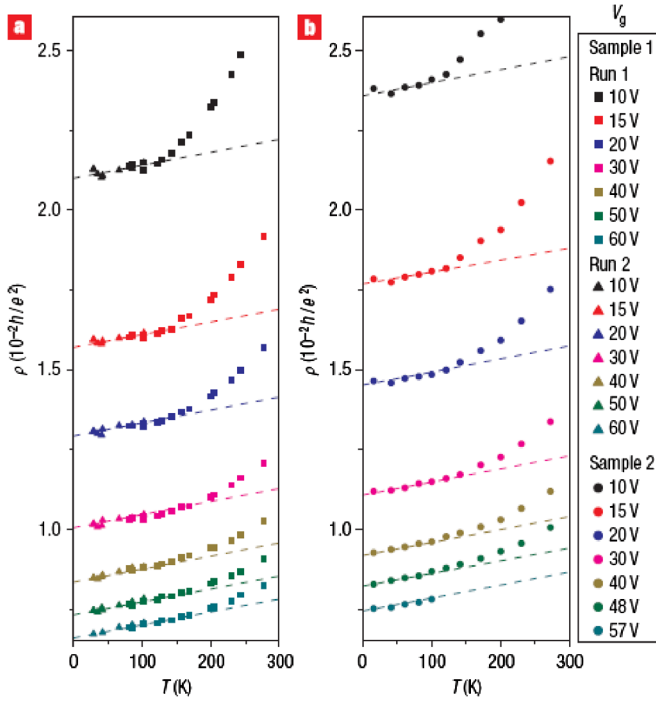 a
b
2.5
2.0
1.5
1.0
ρ (10⁻²h/e²)
0
100
200
300
T (K)
2.5
2.0
1.5
1.0
ρ (10⁻²h/e²)
0
100
200
300
T (K)
Vg
Sample 1
Run 1
10 V
15 V
20 V
30 V
40 V
50 V
60 V
Run 2
10 V
15 V
20 V
30 V
40 V
50 V
60 V
Sample 2
10 V
15 V
20 V
30 V
40 V
48 V
57 V